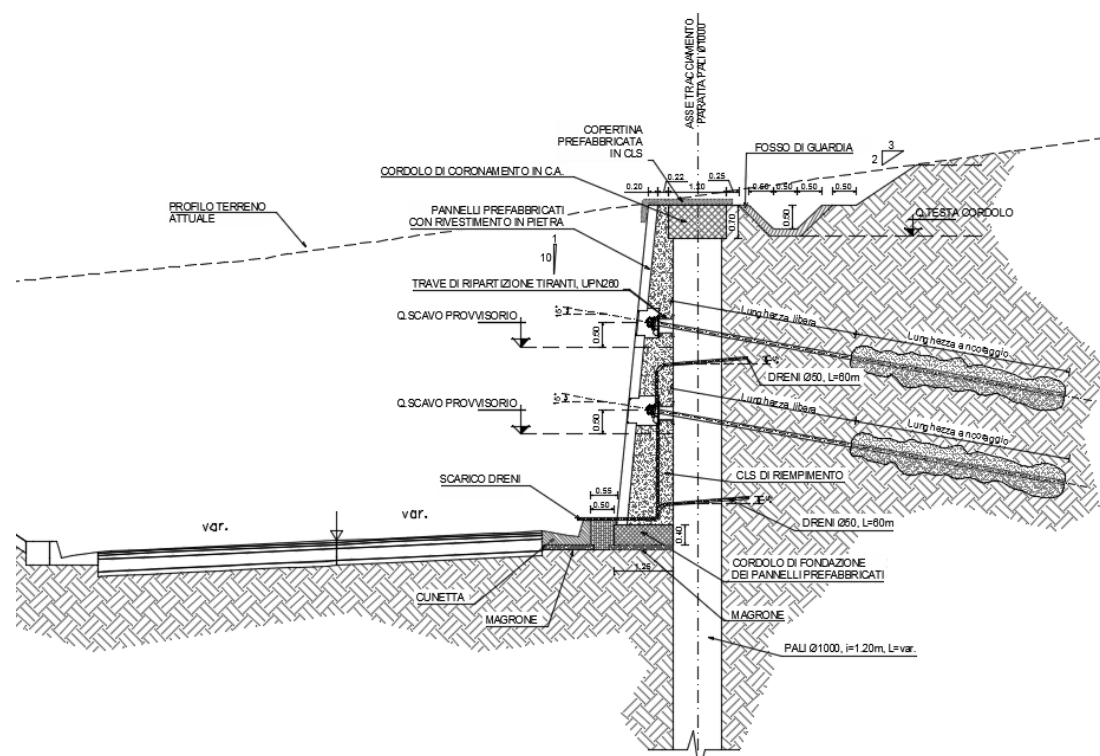 ASSE TRACCIAMENTO
PARATTA PALI Ø1000
COPERTINA
PREFABBRICATA
IN CLS
FOSSO DI GUARDIA
3
2
CORDOLO DI CORONAMENTO IN C.A.
0.20
0.22
1.20
0.25
0.50
0.50
0.50
0.50
PROFILO TERRENO
ATTUALE
PANNELLI PREFABBRICATI
CON RIVESTIMENTO IN PIETRA
0.70
0.50
Q.TESTA CORDOLO
1
10
TRAVE DI RIPARTIZIONE TIRANTI, UPN260
Lunghezza libera
Q.SCAVO PROVVISORIO
15°
0.50
Lunghezza ancoraggio
DRENI Ø50, L=60m
Q.SCAVO PROVVISORIO
15°
0.50
Lunghezza libera
Lunghezza ancoraggio
SCARICO DRENI
CLS DI RIEMPIMENTO
0.55
0.50
var.
var.
DRENI Ø50, L=60m
0.40
CORDOLO DI FONDAZIONE
DEI PANNELLI PREFABBRICATI
1.25
CUNETTA
MAGRONE
MAGRONE
PALI Ø1000, i=1.20m, L=var.